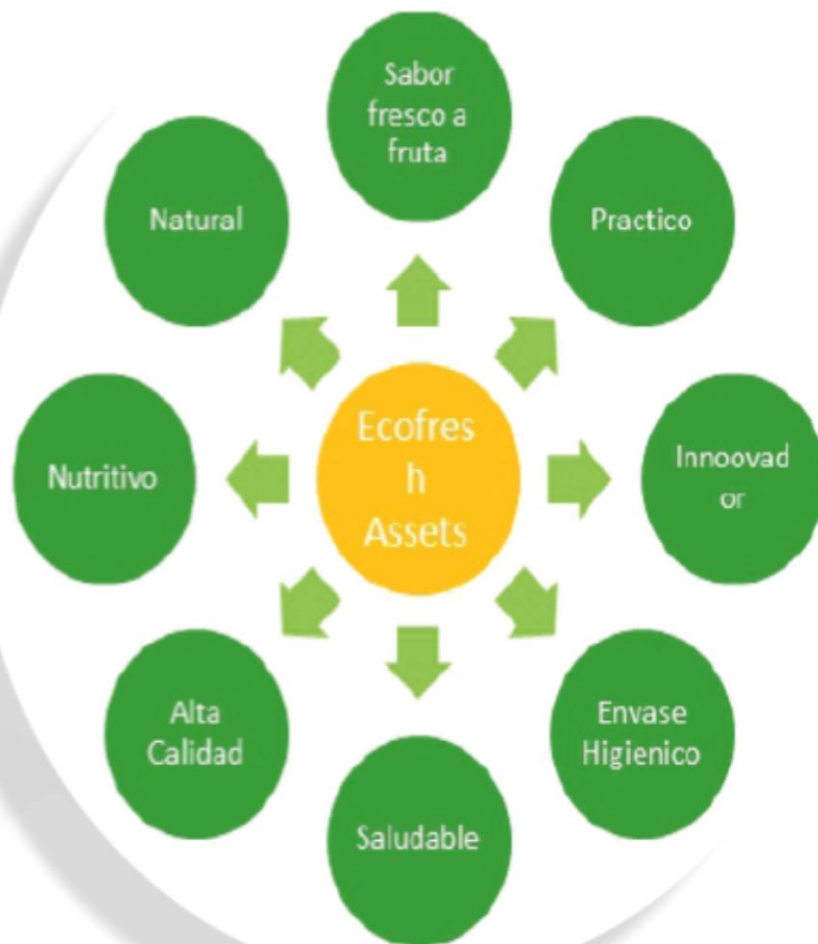 Sabor
fresco a
fruta
Practico
Innoovad
or
Envase
Higienico
Saludable
Alta
Calidad
Nutritivo
Natural
Ecofres
h
Assets